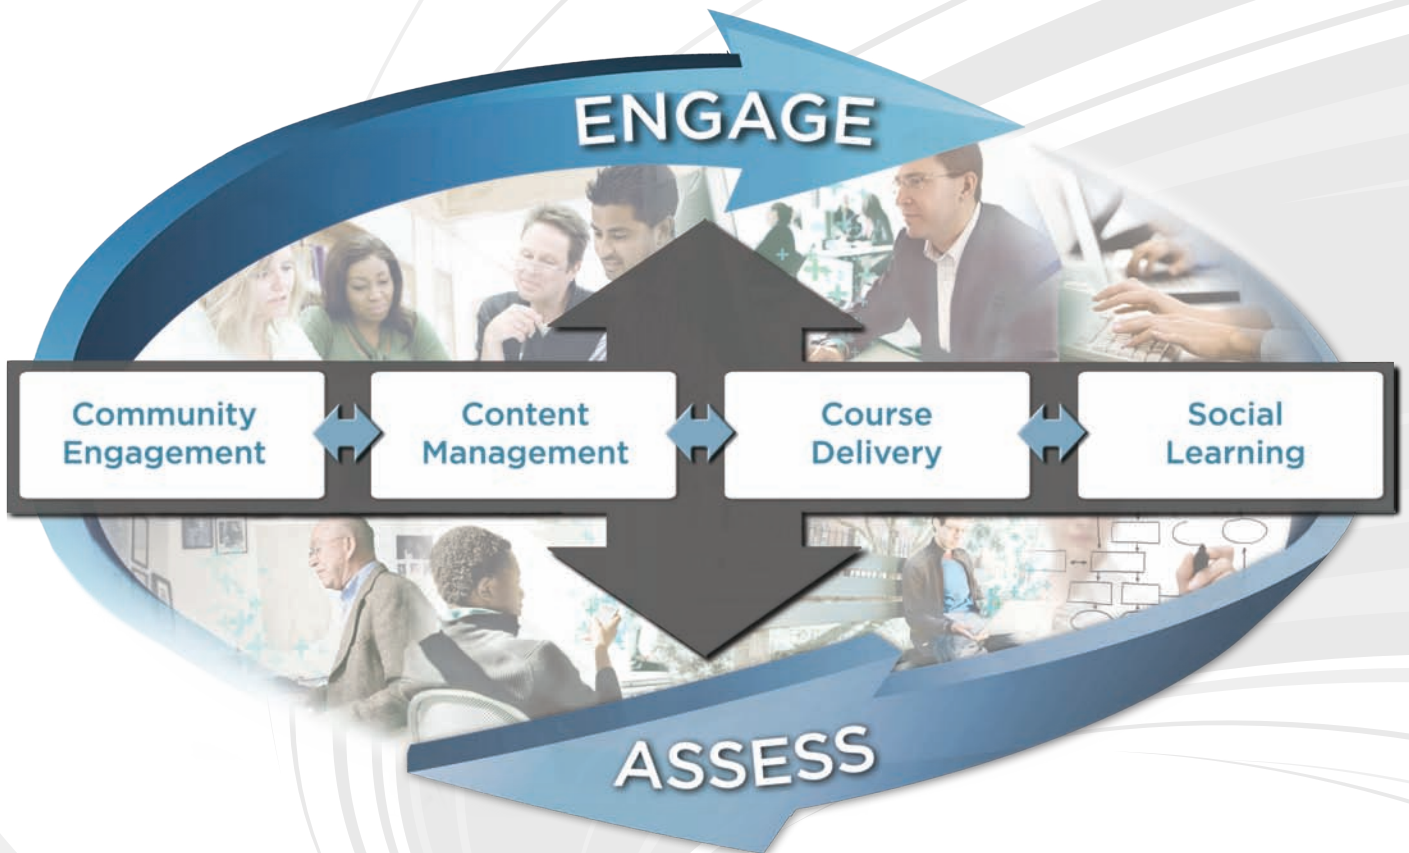 ENGAGE
Community
Engagement
Content
Management
Course
Delivery
Social
Learning
ASSESS